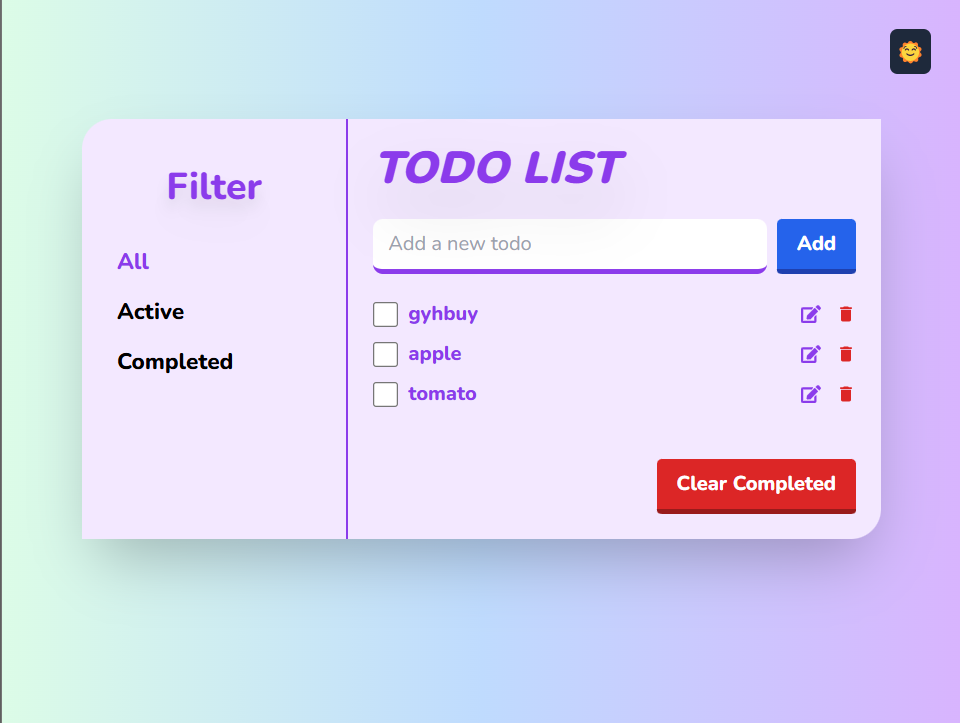 Filter
All
Active
Completed
TODO LIST
Add a new todo
Add
gyhbuy
apple
tomato
Clear Completed